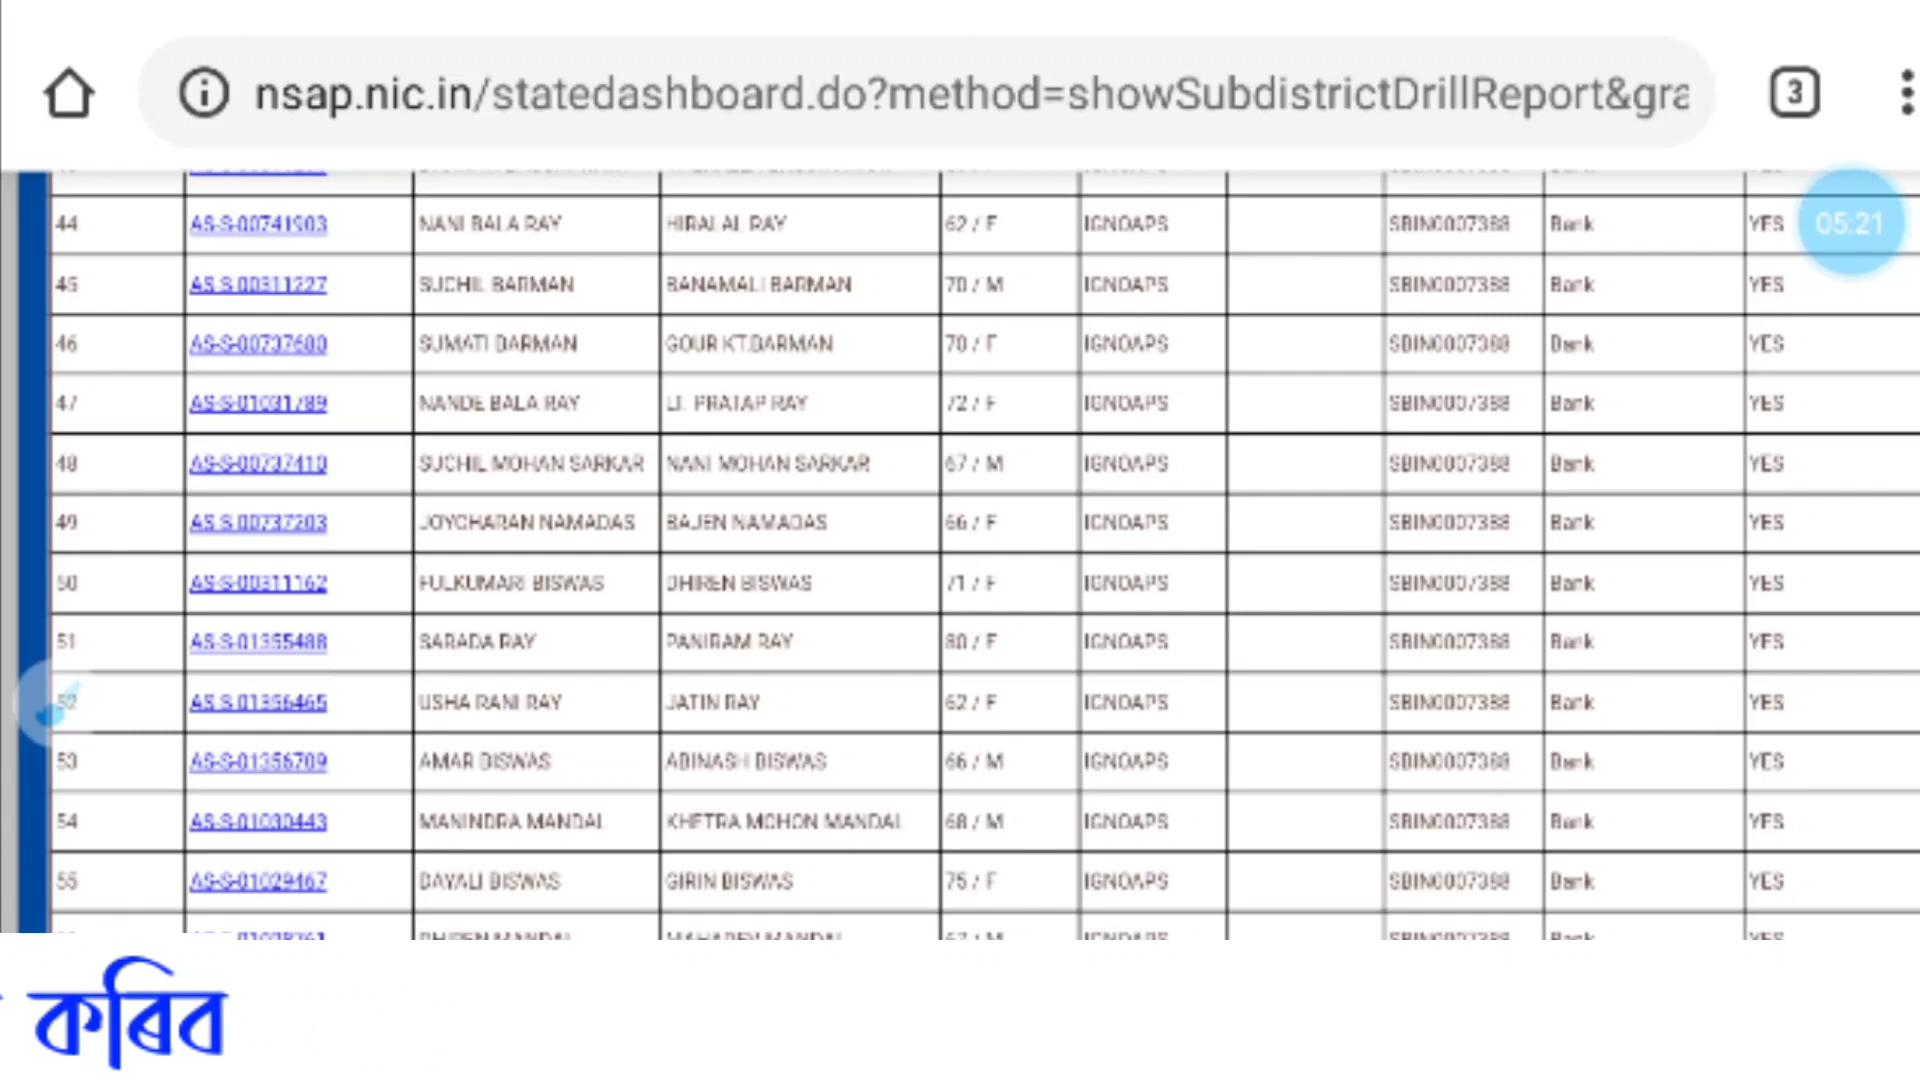 nsap.nic.in/statedashboard.do?method=showSubdistrictDrillReport&gra
3
05:21
44 AS-S-00741903 NANI BALA RAY HIRALAL RAY 62 / F IGNOAPS SBIN0007388 Bank YES
45 AS-S-00311227 SUCHIL BARMAN BANAMALI BARMAN 70 / M IGNOAPS SBIN0007388 Bank YES
46 SUMATI BARMAN GOUR KT.BARMAN 70 / F IGNOAPS SBIN0007388 Bank YES
47 AS-S-01031789 NANDE BALA RAY LT. PRATAP RAY 72 / F IGNOAPS SBIN0007388 Bank YES
48 AS-S-00737410 SUCHIL MOHAN SARKAR NANI MOHAN SARKAR 67 / M IGNOAPS SBIN0007388 Bank YES
49 JOYCHARAN NAMADAS BAJEN NAMADAS 66 / F IGNOAPS SBIN0007388 Bank YES
50 AS-S-00311162 FULKUMARI BISWAS DHIREN BISWAS 71 / F IGNOAPS SBIN0007388 Bank YES
51 AS-S-01355488 SARADA RAY PANIRAM RAY 80 / F IGNOAPS SBIN0007388 Bank YES
52 AS-S-01356465 USHA RANI RAY JATIN RAY 62 / F IGNOAPS SBIN0007388 Bank YES
53 AS-S-01356709 AMAR BISWAS ABINASH BISWAS 66 / M IGNOAPS SBIN0007388 Bank YES
54 AS-S-01030443 MANINDRA MANDAL KHETRA MOHON MANDAL 68 / M IGNOAPS SBIN0007388 Bank YES
55 AS-S-01029467 DAYALI BISWAS GIRIN BISWAS 75 / F IGNOAPS SBIN0007388 Bank YES
কৰিব